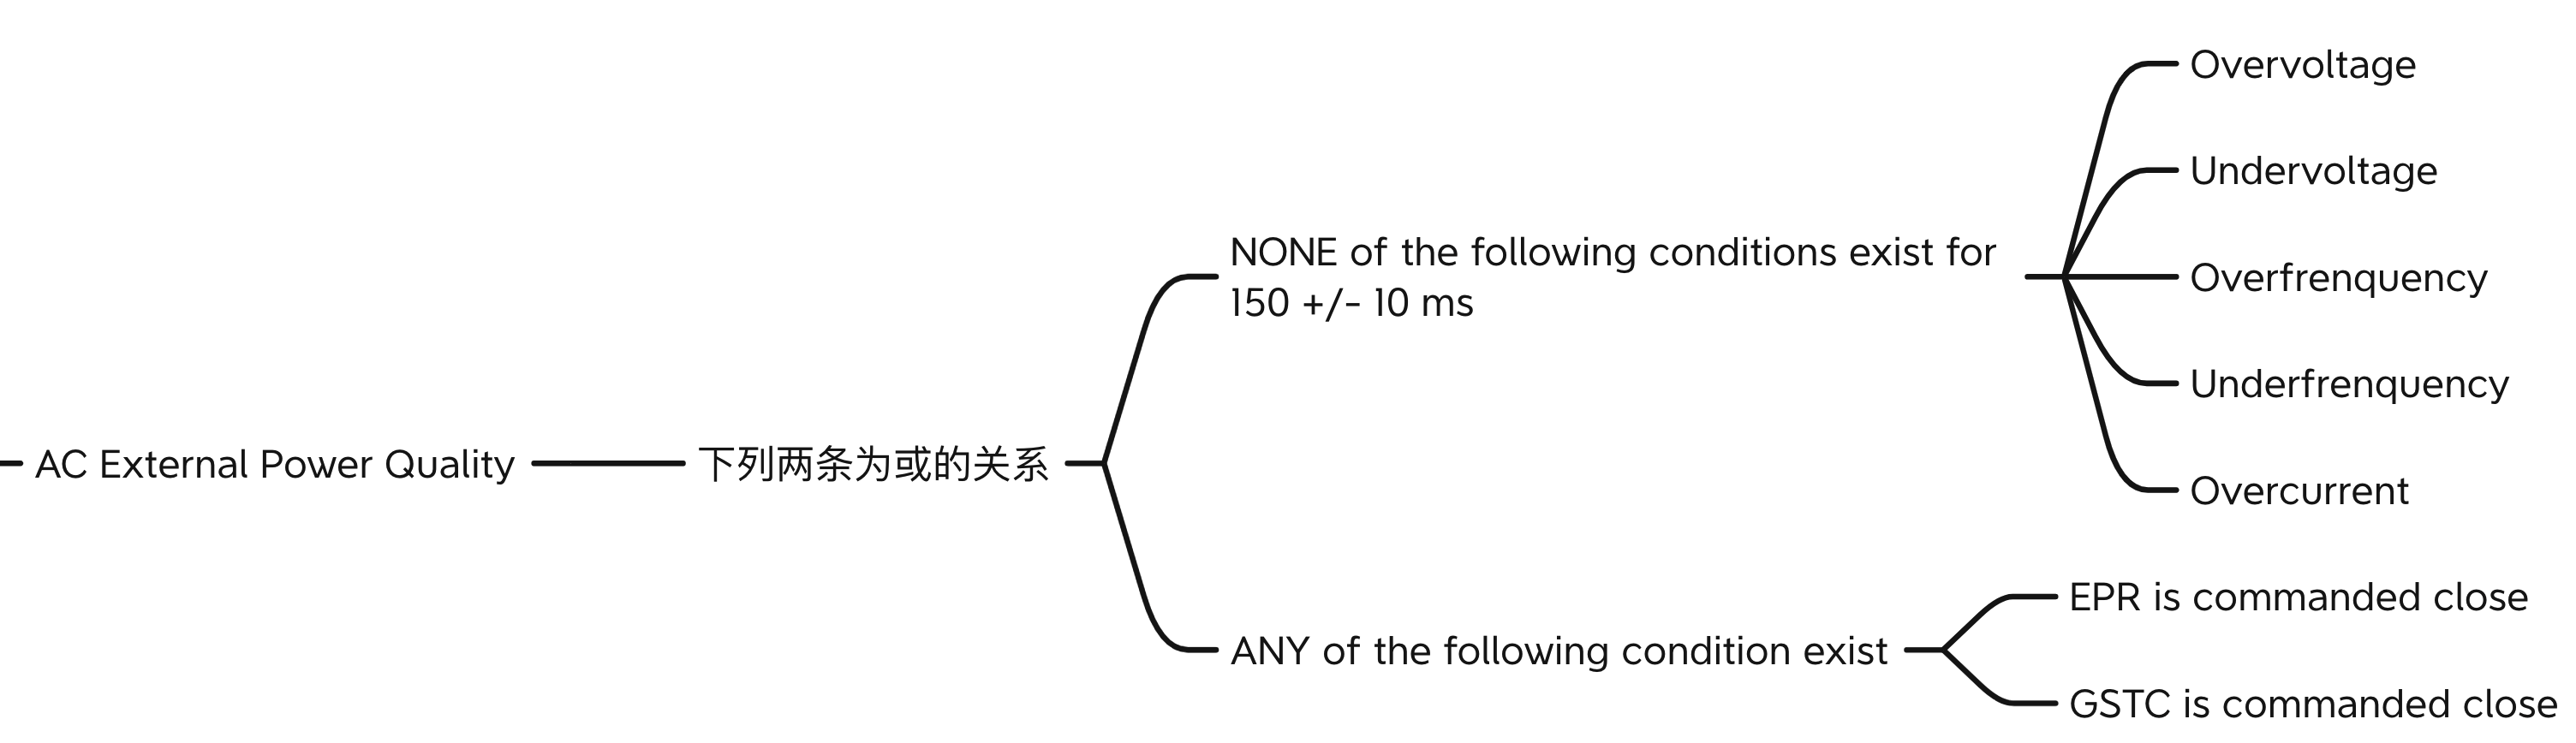 AC External Power Quality
下列两条为或的关系
NONE of the following conditions exist for
150 +/- 10 ms
Overvoltage
Undervoltage
Overfrenquency
Underfrenquency
Overcurrent
ANY of the following condition exist
EPR is commanded close
GSTC is commanded close